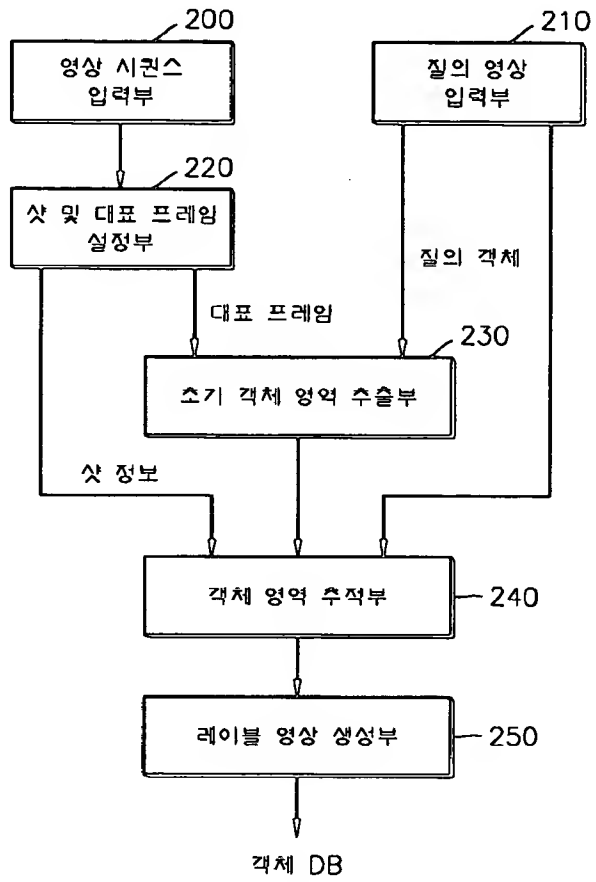 200
영상 시퀀스
입력부
210
질의 영상
입력부
220
샷 및 대표 프레임
설정부
질의 객체
대표 프레임
230
초기 객체 영역 추출부
샷 정보
객체 영역 추적부
240
레이블 영상 생성부
250
객체 DB